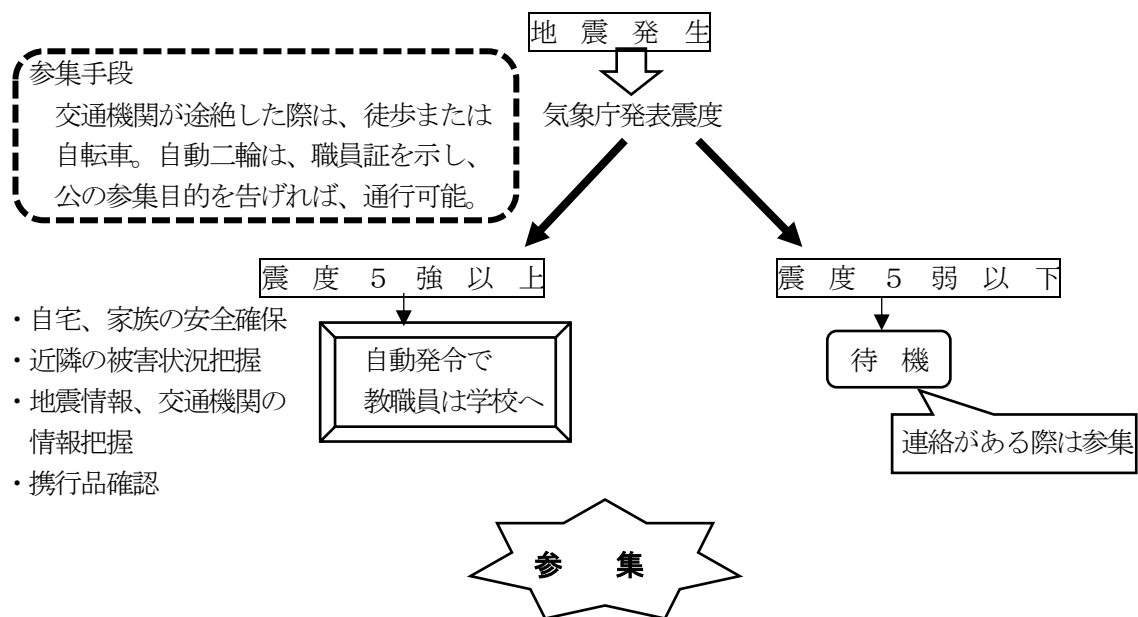 地　震　発　生
参集手段
交通機関が途絶した際は、徒歩または
自転車。自動二輪は、職員証を示し、
公の参集目的を告げれば、通行可能。
気象庁発表震度
震　度　５　強　以　上
震　度　５　弱　以　下
・自宅、家族の安全確保
・近隣の被害状況把握
・地震情報、交通機関の
情報把握
・携行品確認
自動発令で
教職員は学校へ
待　機
連絡がある際は参集
参　集